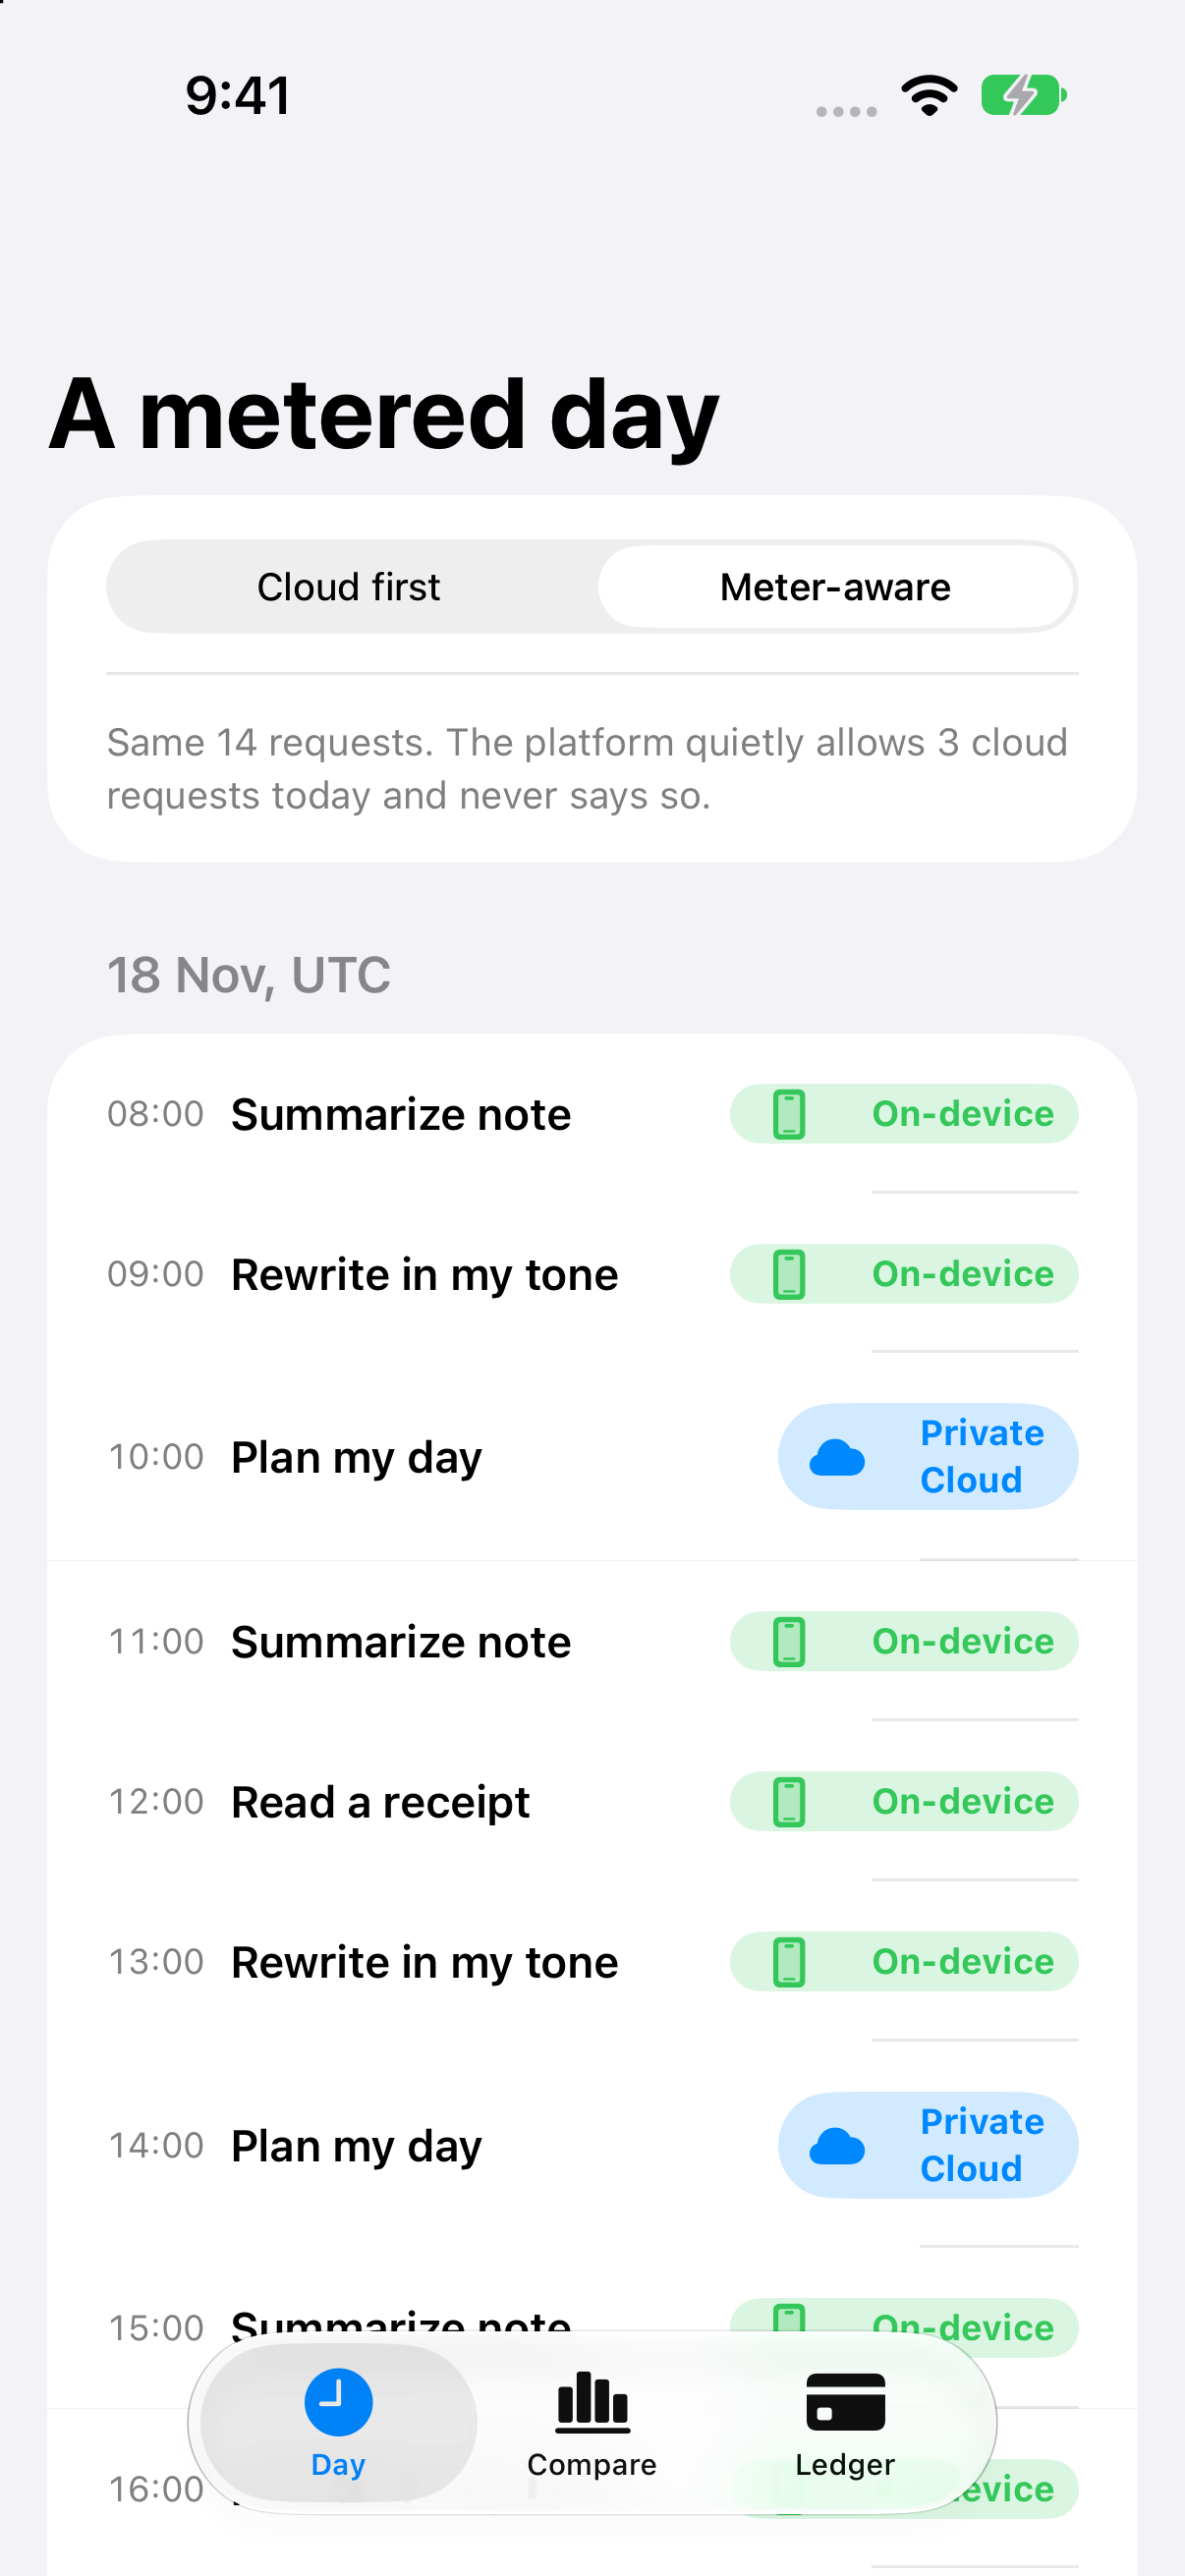 9:41
A metered day
Cloud first
Meter-aware
Same 14 requests. The platform quietly allows 3 cloud
requests today and never says so.
18 Nov, UTC
08:00 Summarize note On-device
09:00 Rewrite in my tone On-device
10:00 Plan my day Private
Cloud
11:00 Summarize note On-device
12:00 Read a receipt On-device
13:00 Rewrite in my tone On-device
14:00 Plan my day Private
Cloud
15:00 Summarize note On-device
16:00
Day
Compare
Ledger